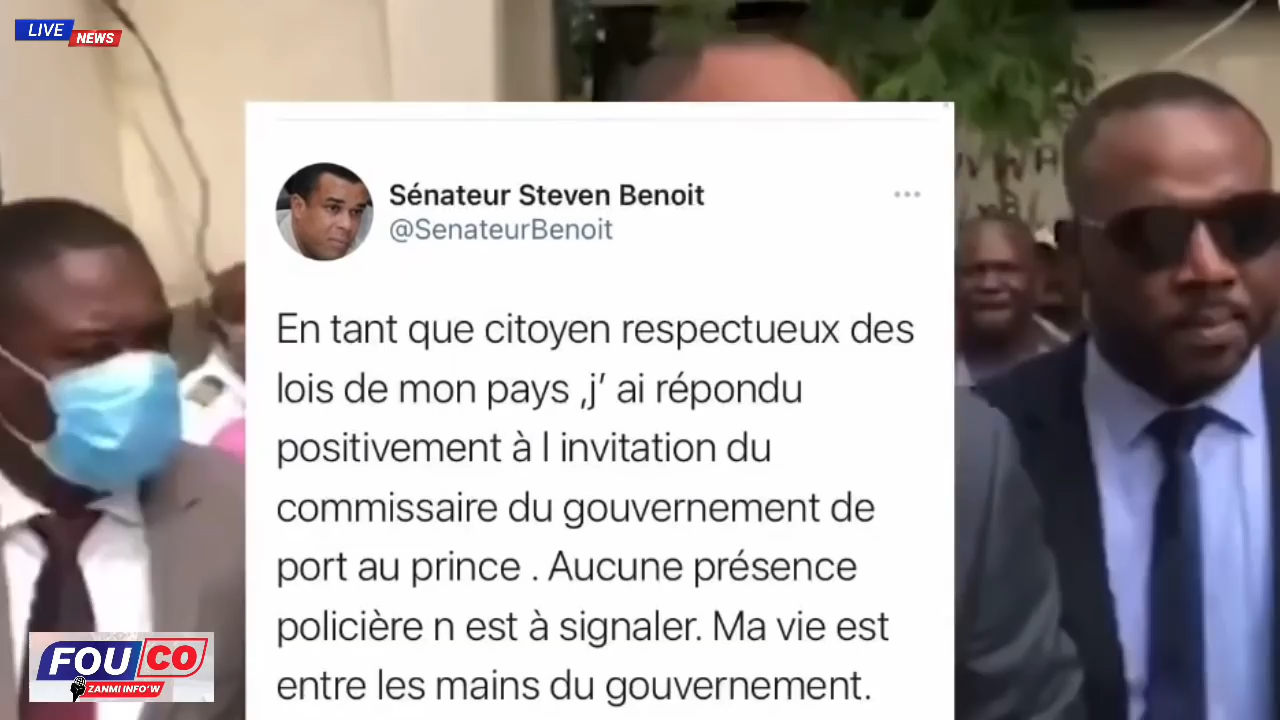 LIVE
NEWS
Sénateur Steven Benoit
@SenateurBenoit
En tant que citoyen respectueux des
lois de mon pays ,j’ ai répondu
positivement à l invitation du
commissaire du gouvernement de
port au prince . Aucune présence
policière n est à signaler. Ma vie est
entre les mains du gouvernement.
FOUCO
ZANMI INFO'W